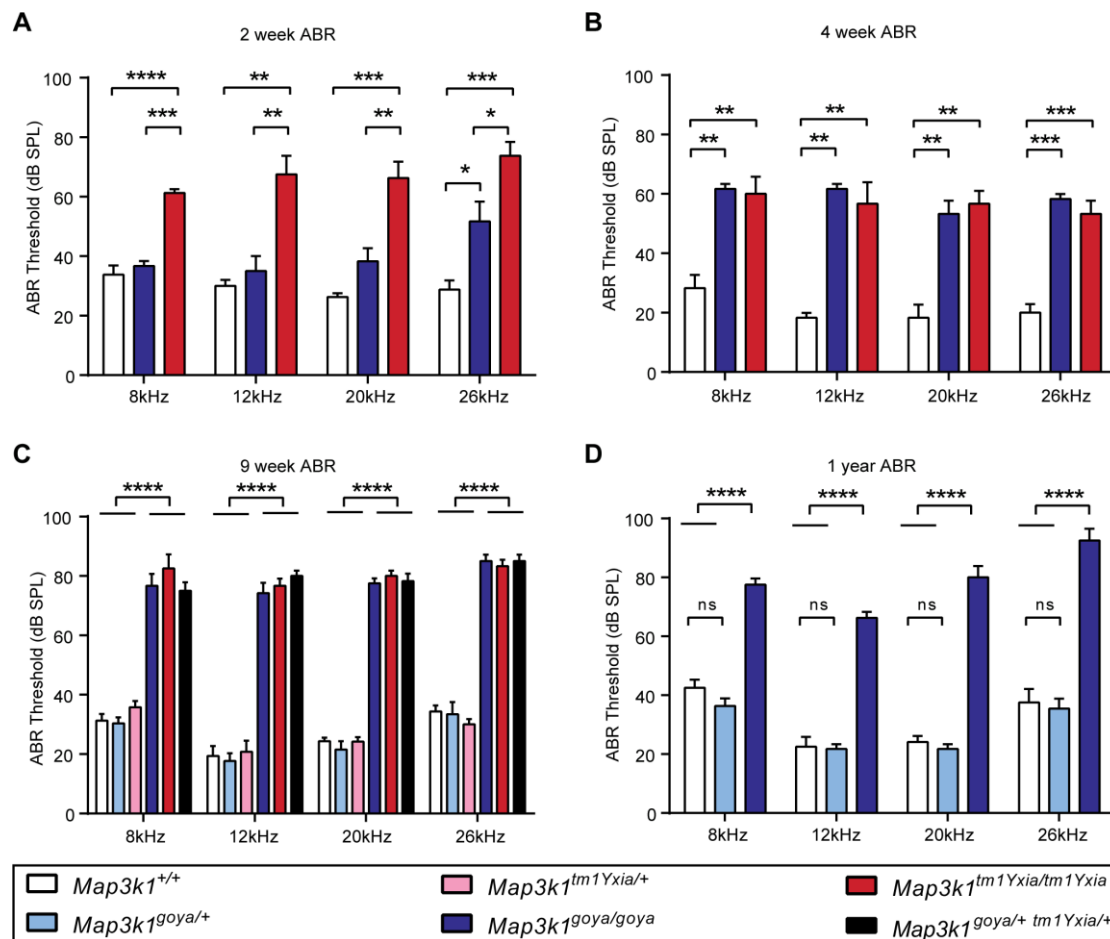 A
2 week ABR
ABR Threshold (dB SPL)
100
80
60
40
20
0
**** ** *** ***
*** ** ** *
*
8kHz 12kHz 20kHz 26kHz
B
4 week ABR
ABR Threshold (dB SPL)
100
80
60
40
20
0
** ** ** ***
** ** ** ***
8kHz 12kHz 20kHz 26kHz
C
9 week ABR
ABR Threshold (dB SPL)
100
80
60
40
20
0
**** **** **** ****
8kHz 12kHz 20kHz 26kHz
D
1 year ABR
ABR Threshold (dB SPL)
100
80
60
40
20
0
**** **** **** ****
ns ns ns ns
8kHz 12kHz 20kHz 26kHz
Map3k1+/+ Map3k1tm1Yxia/+ Map3k1tm1Yxia/tm1Yxia
Map3k1goya/+ Map3k1goya/goya Map3k1goya/+ tm1Yxia/+